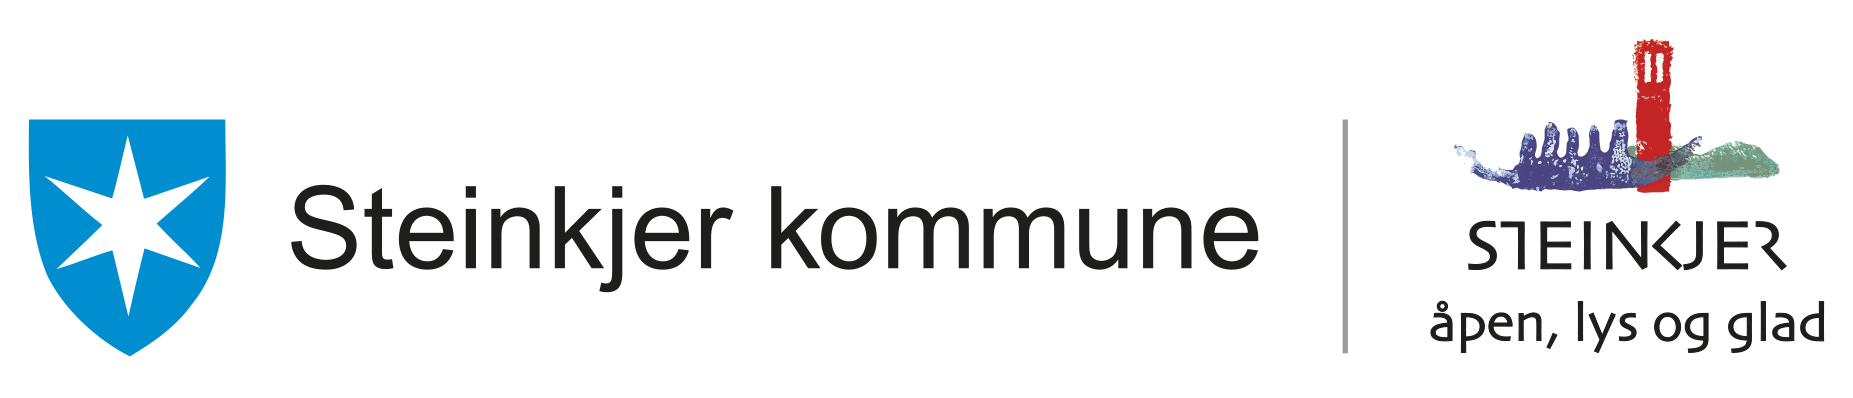 Steinkjer kommune
STEINKJER
åpen, lys og glad